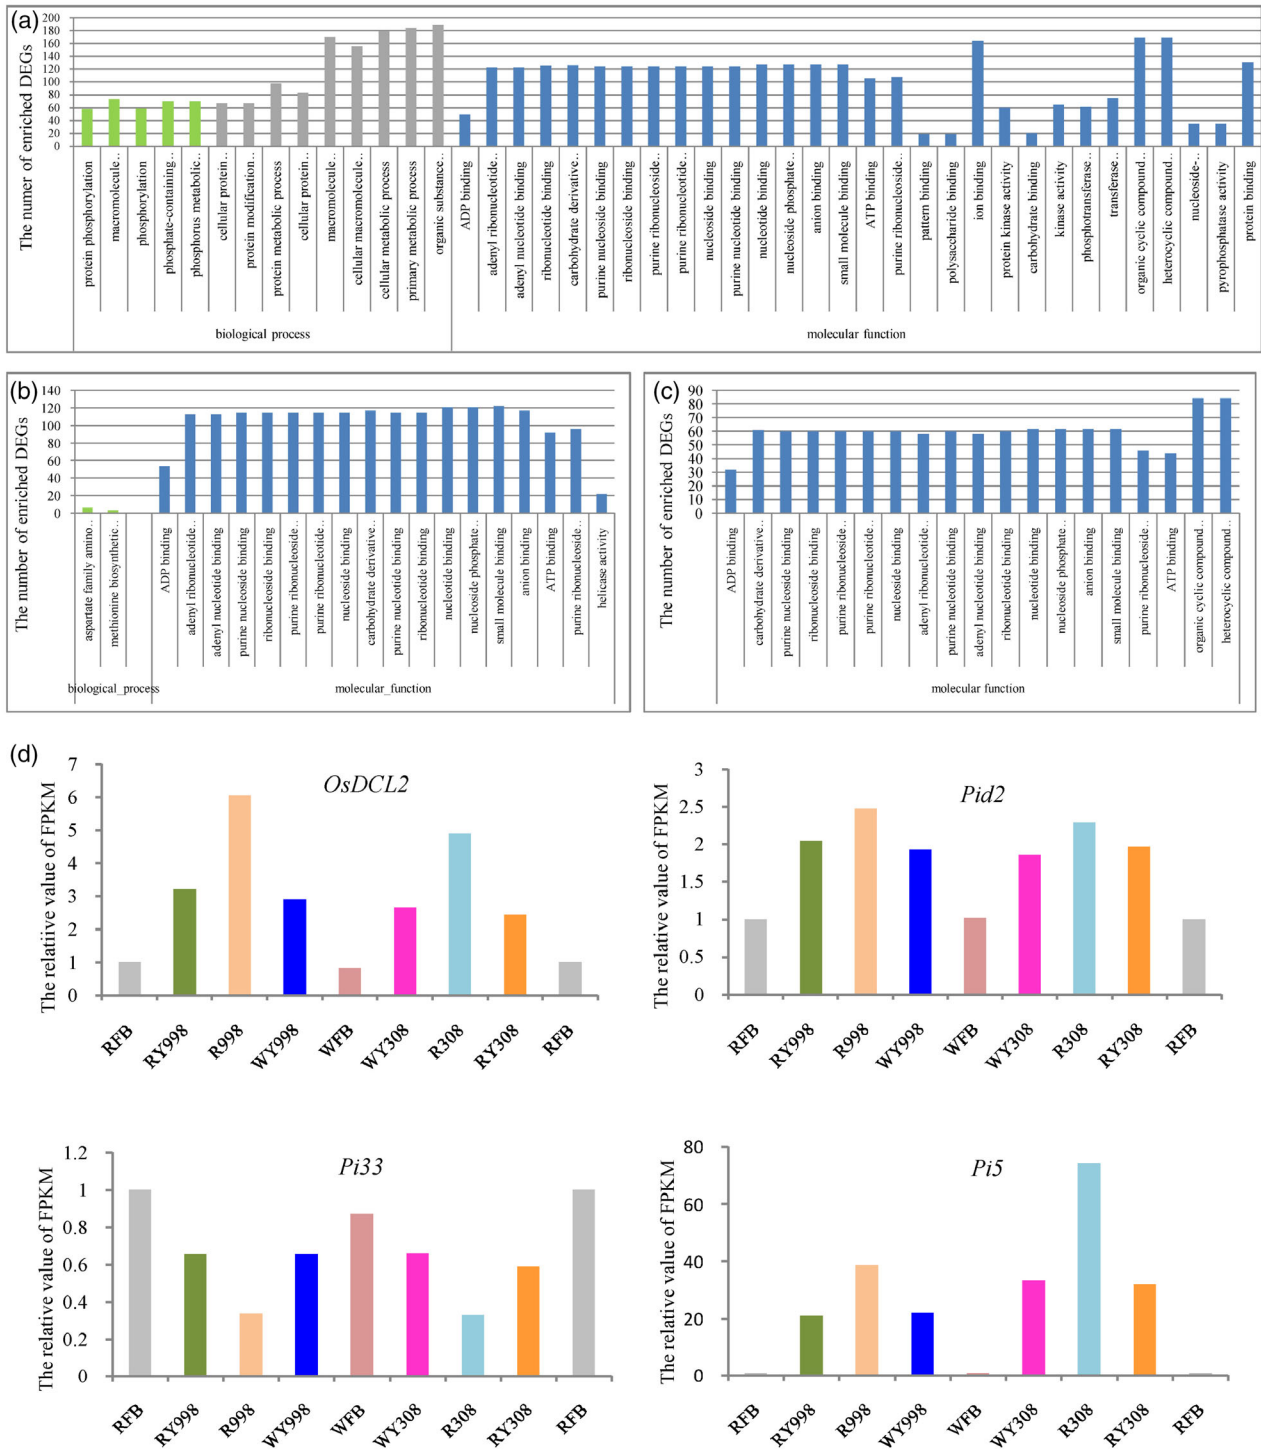 (a)
The numer of enriched DEGs
200
180
160
140
120
100
80
60
40
20
0
protein phosphorylation
macromolecule..
phosphorylation
phosphate-containing..
phosphorus metabolic..
cellular protein..
protein modification..
protein metabolic process
cellular protein..
macromolecule..
cellular macromolecule..
cellular metabolic process
primary metabolic process
organic substance..
ADP binding
adenyl ribonucleotide..
adenyl nucleotide binding
ribonucleotide binding
carbohydrate derivative..
purine nucleoside binding
ribonucleoside binding
purine ribonucleoside..
purine ribonucleotide..
nucleoside binding
purine nucleotide binding
nucleotide binding
nucleoside phosphate..
anion binding
small molecule binding
ATP binding
purine ribonucleoside..
pattern binding
polysaccharide binding
ion binding
protein kinase activity
carbohydrate binding
kinase activity
phosphotransferase..
transferase..
organic cyclic compound..
heterocyclic compound..
nucleoside-..
pyrophosphatase activity
protein binding
biological process
molecular function
(b)
The number of enriched DEGs
140
120
100
80
60
40
20
0
aspartate family amino..
methionine biosynthetic..
ADP binding
adenyl ribonucleotide..
adenyl nucleotide binding
purine nucleoside binding
ribonucleoside binding
purine ribonucleoside..
purine ribonucleotide..
nucleoside binding
carbohydrate derivative..
purine nucleotide binding
ribonucleotide binding
nucleotide binding
nucleoside phosphate..
small molecule binding
anion binding
ATP binding
purine ribonucleoside..
helicase activity
biological_process
molecular_function
(c)
The number of enriched DEGs
90
80
70
60
50
40
30
20
10
0
ADP binding
carbohydrate derivative..
purine nucleoside binding
ribonucleoside binding
purine ribonucleoside..
purine ribonucleotide..
nucleoside binding
adenyl ribonucleotide..
purine nucleotide binding
adenyl nucleotide binding
ribonucleotide binding
nucleotide binding
nucleoside phosphate..
anion binding
small molecule binding
purine ribonucleoside..
ATP binding
organic cyclic compound..
heterocyclic compound..
molecular function
(d)
OsDCL2
The relatiive value of FPKM
7
6
5
4
3
2
1
0
RFB
RY998
R998
WY998
WFB
WY308
R308
RY308
RFB
Pid2
The relative value of FPKM
3
2.5
2
1.5
1
0.5
0
RFB
RY998
R998
WY998
WFB
WY308
R308
RY308
RFB
Pi33
The relative value of FPKM
1.2
1
0.8
0.6
0.4
0.2
0
RFB
RY998
R998
WY998
WFB
WY308
R308
RY308
RFB
Pi5
The relative value of FPKM
80
60
40
20
0
RFB
RY998
R998
WY998
WFB
WY308
R308
RY308
RFB